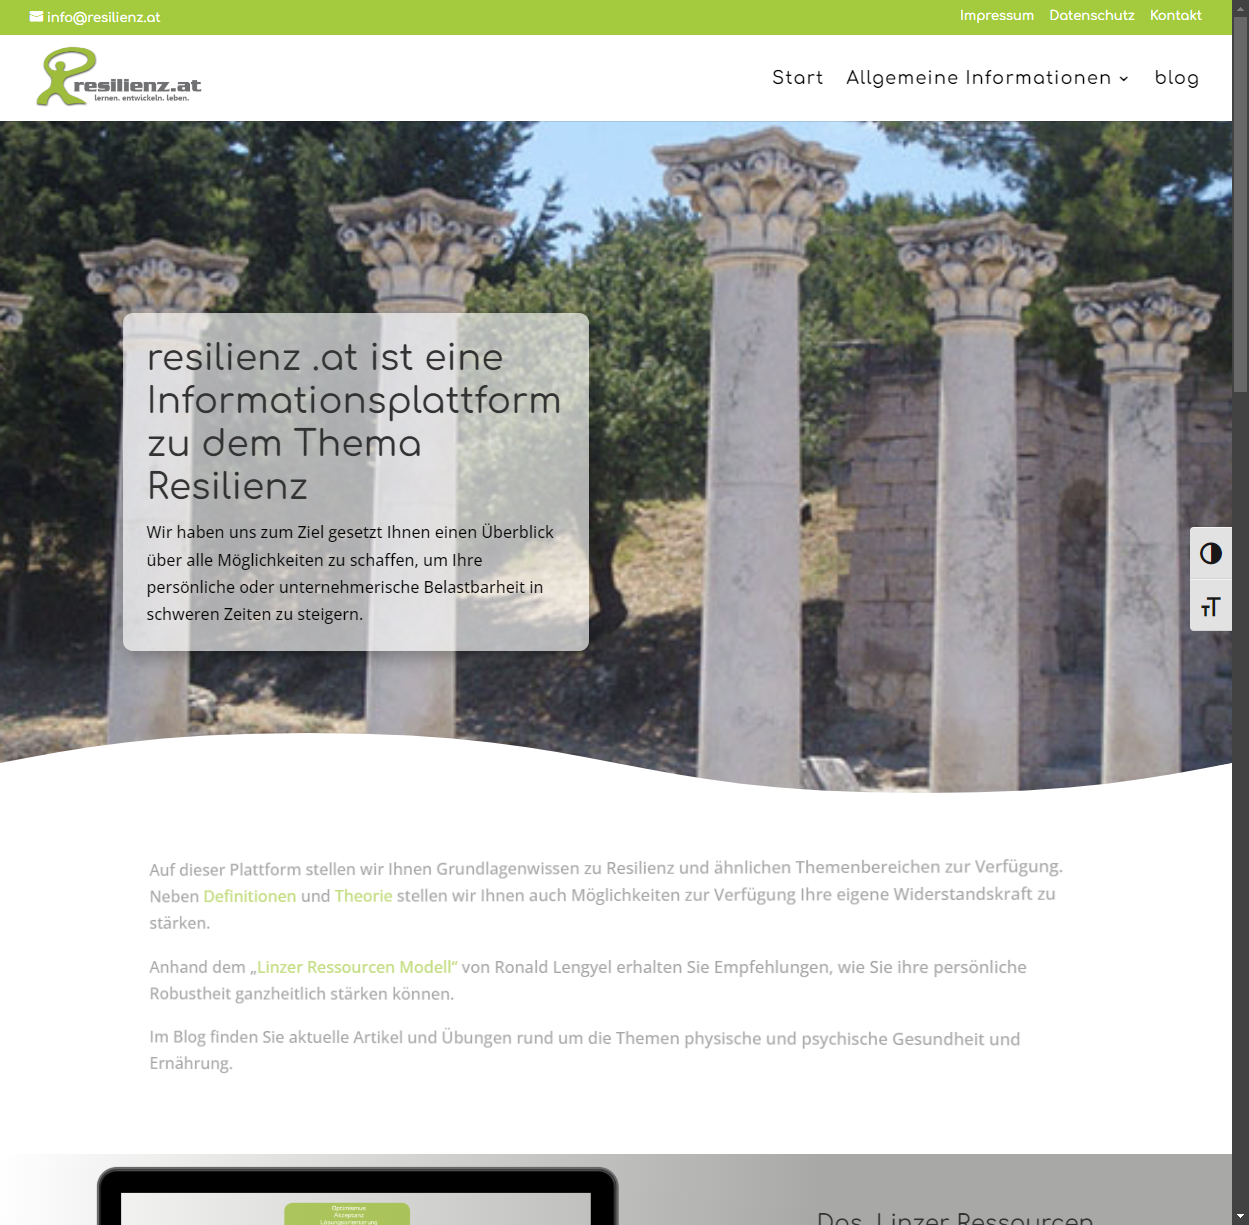 info@resilienz.at
Impressum Datenschutz Kontakt
resilienz.at
lernen. entwickeln. leben.
Start Allgemeine Informationen blog
resilienz .at ist eine
Informationsplattform
zu dem Thema
Resilienz
Wir haben uns zum Ziel gesetzt Ihnen einen Überblick
über alle Möglichkeiten zu schaffen, um Ihre
persönliche oder unternehmerische Belastbarheit in
schweren Zeiten zu steigern.
Auf dieser Plattform stellen wir Ihnen Grundlagenwissen zu Resilienz und ähnlichen Themenbereichen zur Verfügung.
Neben Definitionen und Theorie stellen wir Ihnen auch Möglichkeiten zur Verfügung Ihre eigene Widerstandskraft zu
stärken.
Anhand dem „Linzer Ressourcen Modell“ von Ronald Lengyel erhalten Sie Empfehlungen, wie Sie ihre persönliche
Robustheit ganzheitlich stärken können.
Im Blog finden Sie aktuelle Artikel und Übungen rund um die Themen physische und psychische Gesundheit und
Ernährung.
Optimismus
Akzeptanz
Lösungsorientierung
Das Linzer Ressourcen